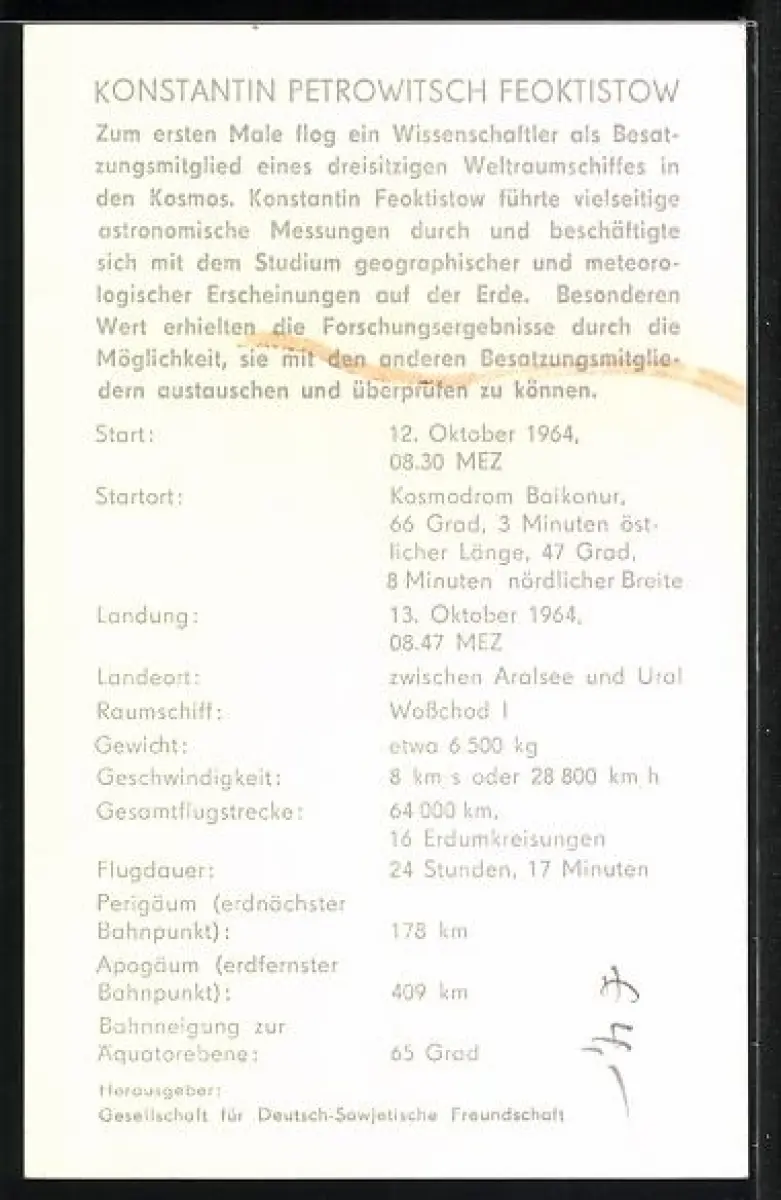 KONSTANTIN PETROWITSCH FEOKTISTOW
Zum ersten Male flog ein Wissenschaftler als Besat-
zungsmitglied eines dreisitzigen Weltraumschiffes in
den Kosmos. Konstantin Feoktistow führte vielseitige
astronomische Messungen durch und beschäftigte
sich mit dem Studium geographischer und meteoro-
logischer Erscheinungen auf der Erde. Besonderen
Wert erhielten die Forschungsergebnisse durch die
Möglichkeit, sie mit den anderen Besatzungsmitglie-
dern austauschen und überprüfen zu können.
Start: 12. Oktober 1964,
08.30 MEZ
Startort: Kosmodrom Baikonur,
66 Grad, 3 Minuten öst-
licher Länge, 47 Grad,
8 Minuten nördlicher Breite
Landung: 13. Oktober 1964,
08.47 MEZ
Landeort: zwischen Aralsee und Ural
Raumschiff: Woßchod I
Gewicht: etwa 6 500 kg
Geschwindigkeit: 8 km s oder 28 800 km h
Gesamtflugstrecke: 64 000 km,
16 Erdumkreisungen
Flugdauer: 24 Stunden, 17 Minuten
Perigäum (erdnächster
Bahnpunkt): 178 km
Apogäum (erdfernster
Bahnpunkt): 409 km
Bahnneigung zur
Äquatorebene: 65 Grad
Herausgeber:
Gesellschaft für Deutsch-Sowjetische Freundschaft